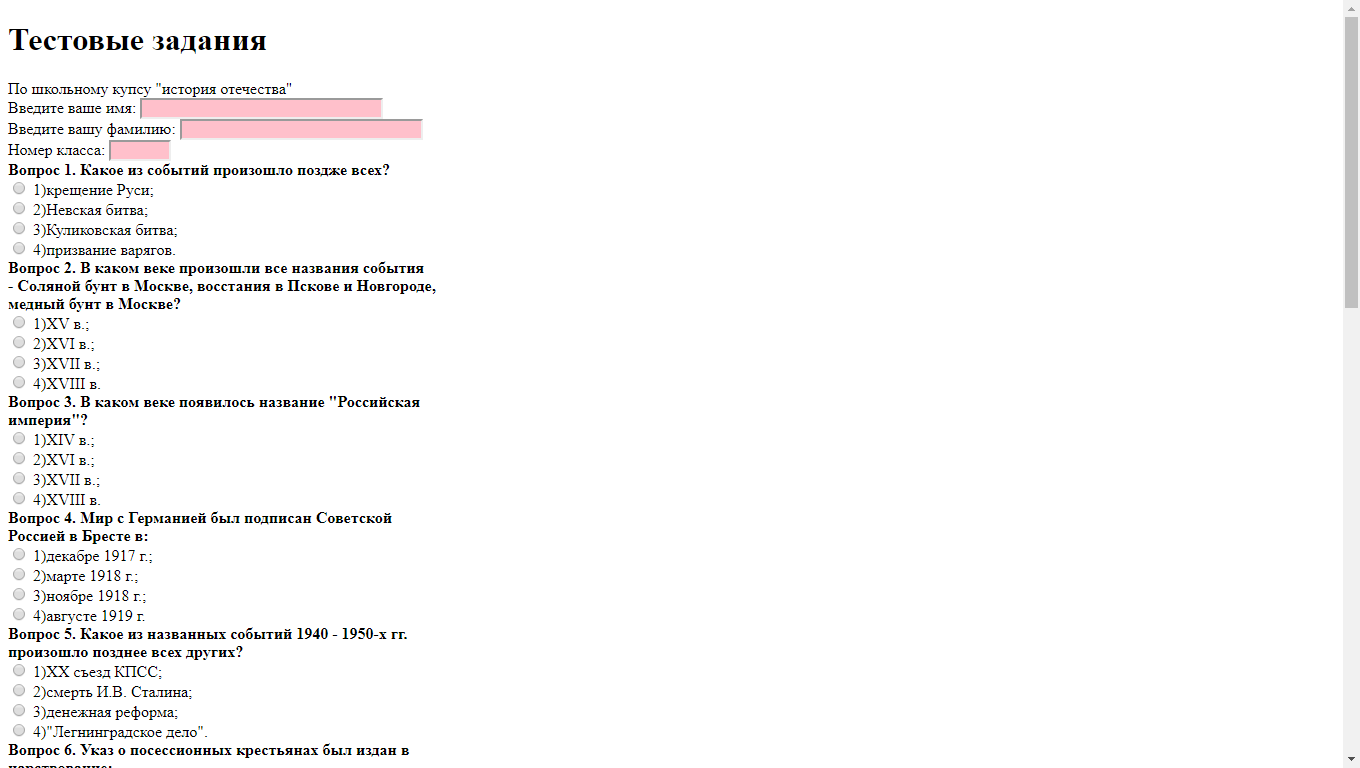 Тестовые задания
По школьному купсу "история отечества"
Введите ваше имя:
Введите вашу фамилию:
Номер класса:
Вопрос 1. Какое из событий произошло поздже всех?
1)крещение Руси;
2)Невская битва;
3)Куликовская битва;
4)призвание варягов.
Вопрос 2. В каком веке произошли все названия события
- Соляной бунт в Москве, восстания в Пскове и Новгороде,
медный бунт в Москве?
1)XV в.;
2)XVI в.;
3)XVII в.;
4)XVIII в.
Вопрос 3. В каком веке появилось название "Российская
империя"?
1)XIV в.;
2)XVI в.;
3)XVII в.;
4)XVIII в.
Вопрос 4. Мир с Германией был подписан Советской
Россией в Бресте в:
1)декабре 1917 г.;
2)марте 1918 г.;
3)ноябре 1918 г.;
4)августе 1919 г.
Вопрос 5. Какое из названных событий 1940 - 1950-х гг.
произошло позднее всех других?
1)XX съезд КПСС;
2)смерть И.В. Сталина;
3)денежная реформа;
4)"Легнинградское дело".
Вопрос 6. Указ о посессионных крестьянах был издан в